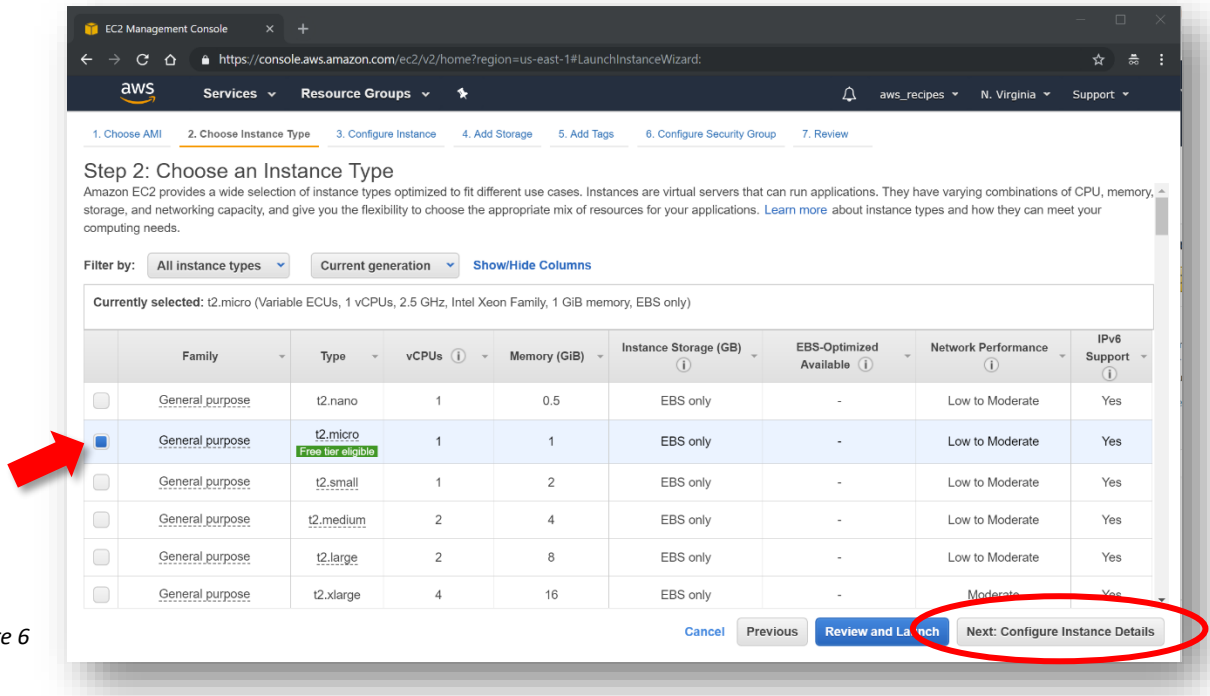 EC2 Management Console
https://console.aws.amazon.com/ec2/v2/home?region=us-east-1#LaunchInstanceWizard:
aws Services Resource Groups aws_recipes N. Virginia Support
1. Choose AMI 2. Choose Instance Type 3. Configure Instance 4. Add Storage 5. Add Tags 6. Configure Security Group 7. Review
Step 2: Choose an Instance Type
Amazon EC2 provides a wide selection of instance types optimized to fit different use cases. Instances are virtual servers that can run applications. They have varying combinations of CPU, memory,
storage, and networking capacity, and give you the flexibility to choose the appropriate mix of resources for your applications. Learn more about instance types and how they can meet your
computing needs.
Filter by: All instance types Current generation Show/Hide Columns
Currently selected: t2.micro (Variable ECUs, 1 vCPUs, 2.5 GHz, Intel Xeon Family, 1 GiB memory, EBS only)
Family Type vCPUs Memory (GiB) Instance Storage (GB) EBS-Optimized Available Network Performance IPv6 Support
General purpose t2.nano 1 0.5 EBS only - Low to Moderate Yes
General purpose t2.micro 1 1 EBS only - Low to Moderate Yes
Free tier eligible
General purpose t2.small 1 2 EBS only - Low to Moderate Yes
General purpose t2.medium 2 4 EBS only - Low to Moderate Yes
General purpose t2.large 2 8 EBS only - Low to Moderate Yes
General purpose t2.xlarge 4 16 EBS only - Moderate Yes
Cancel Previous Review and Launch Next: Configure Instance Details
e 6